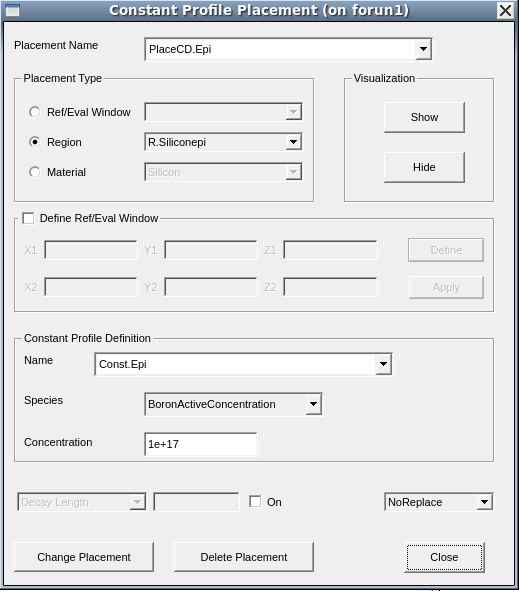 Constant Profile Placement (on forun1)
Placement Name PlaceCD.Epi
Placement Type
Visualization
Ref/Eval Window
Show
Region R.Siliconepi
Material Silicon
Hide
Define Ref/Eval Window
X1 Y1 Z1 Define
X2 Y2 Z2 Apply
Constant Profile Definition
Name Const.Epi
Species BoronActiveConcentration
Concentration 1e+17
Decay Length On NoReplace
Change Placement Delete Placement Close